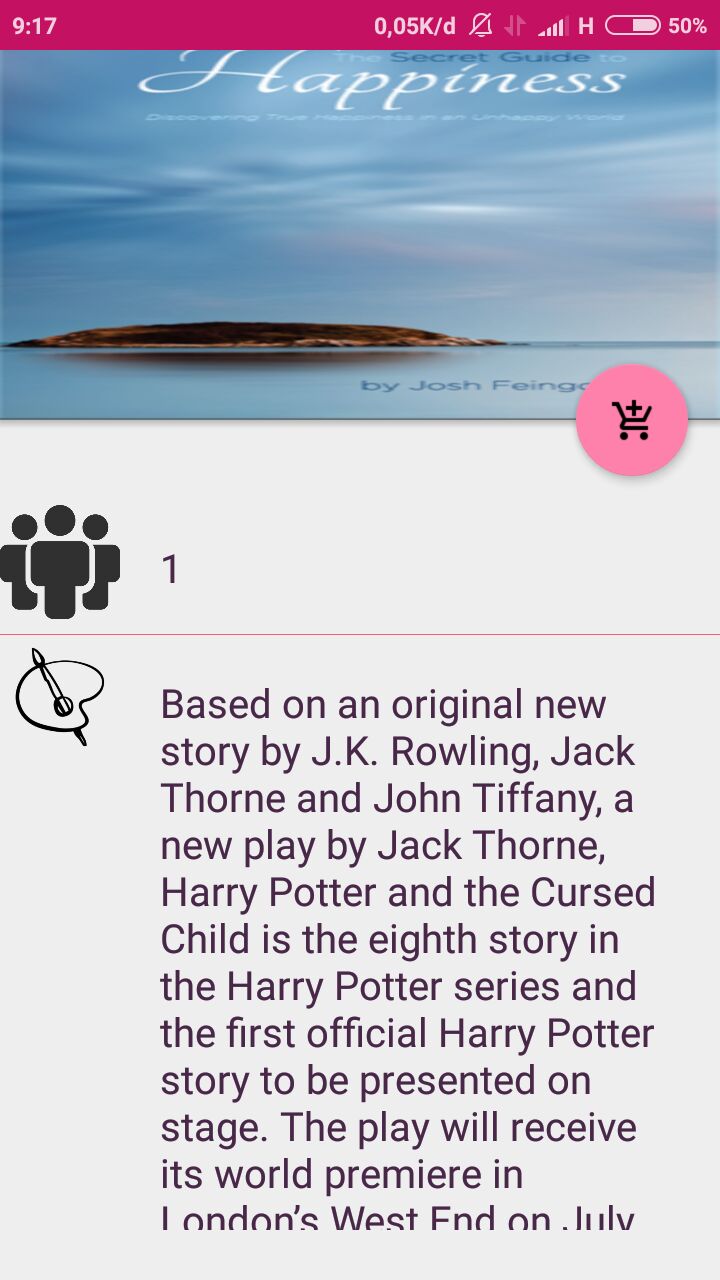 9:17 0,05K/d H 50%
The Secret Guide to
Happiness
Discovering True Happiness in an Unhappy World
by Josh
1
Based on an original new
story by J.K. Rowling, Jack
Thorne and John Tiffany, a
new play by Jack Thorne,
Harry Potter and the Cursed
Child is the eighth story in
the Harry Potter series and
the first official Harry Potter
story to be presented on
stage. The play will receive
its world premiere in
London’s West End on July